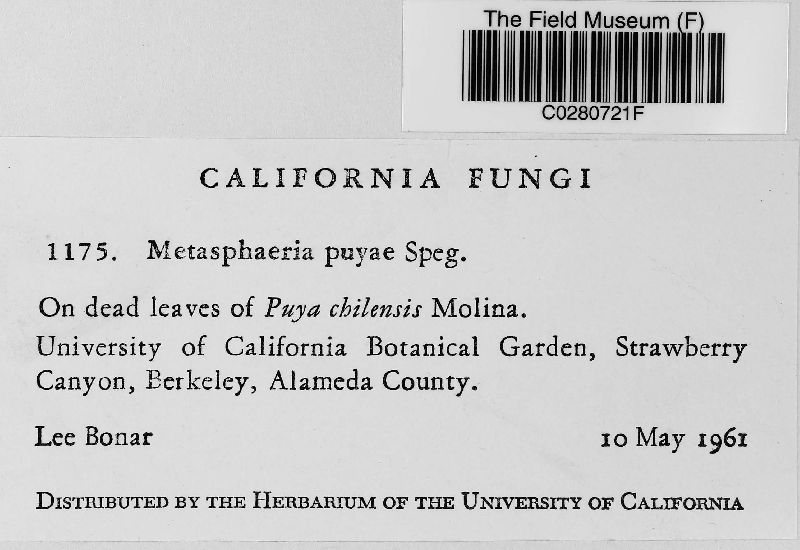 The Field Museum (F)
C0280721F
CALIFORNIA FUNGI
1175. Metasphaeria puyae Speg.
On dead leaves of Puya chilensis Molina.
University of California Botanical Garden, Strawberry
Canyon, Berkeley, Alameda County.
Lee Bonar 10 May 1961
DISTRIBUTED BY THE HERBARIUM OF THE UNIVERSITY OF CALIFORNIA